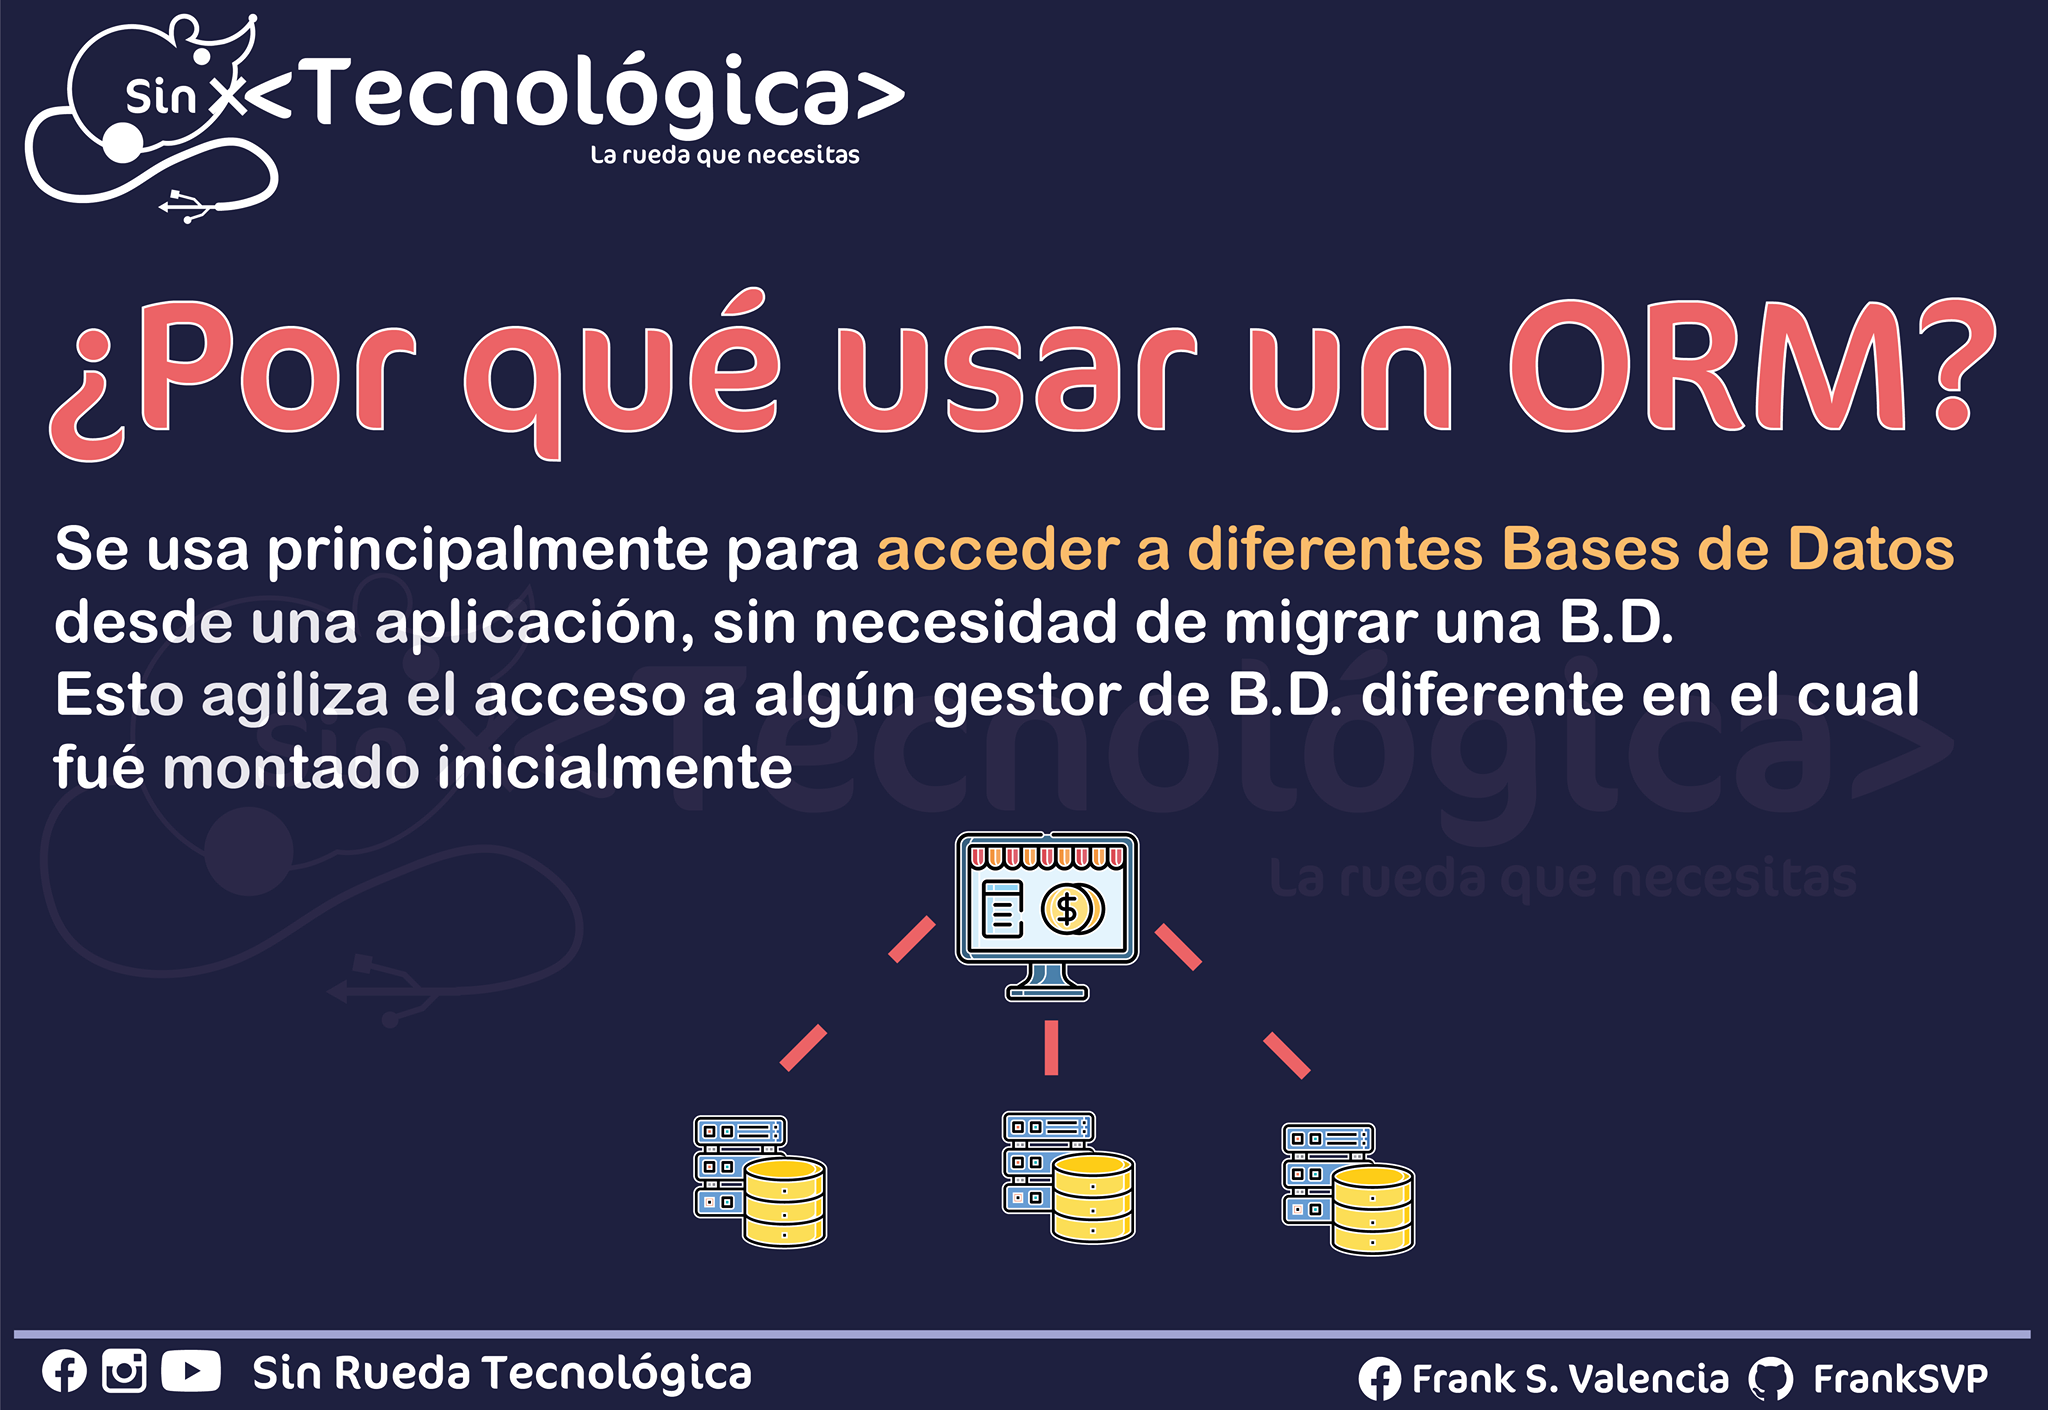 Sin <Tecnológica>
La rueda que necesitas
¿Por qué usar un ORM?
Se usa principalmente para acceder a diferentes Bases de Datos
desde una aplicación, sin necesidad de migrar una B.D.
Esto agiliza el acceso a algún gestor de B.D. diferente en el cual
fué montado inicialmente
Sin <Tecnológica>
La rueda que necesitas
$
Sin Rueda Tecnológica
Frank S. Valencia FrankSVP